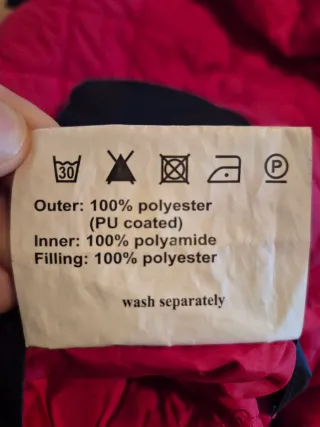 30 P
Outer: 100% polyester
(PU coated)
Inner: 100% polyamide
Filling: 100% polyester
wash separately